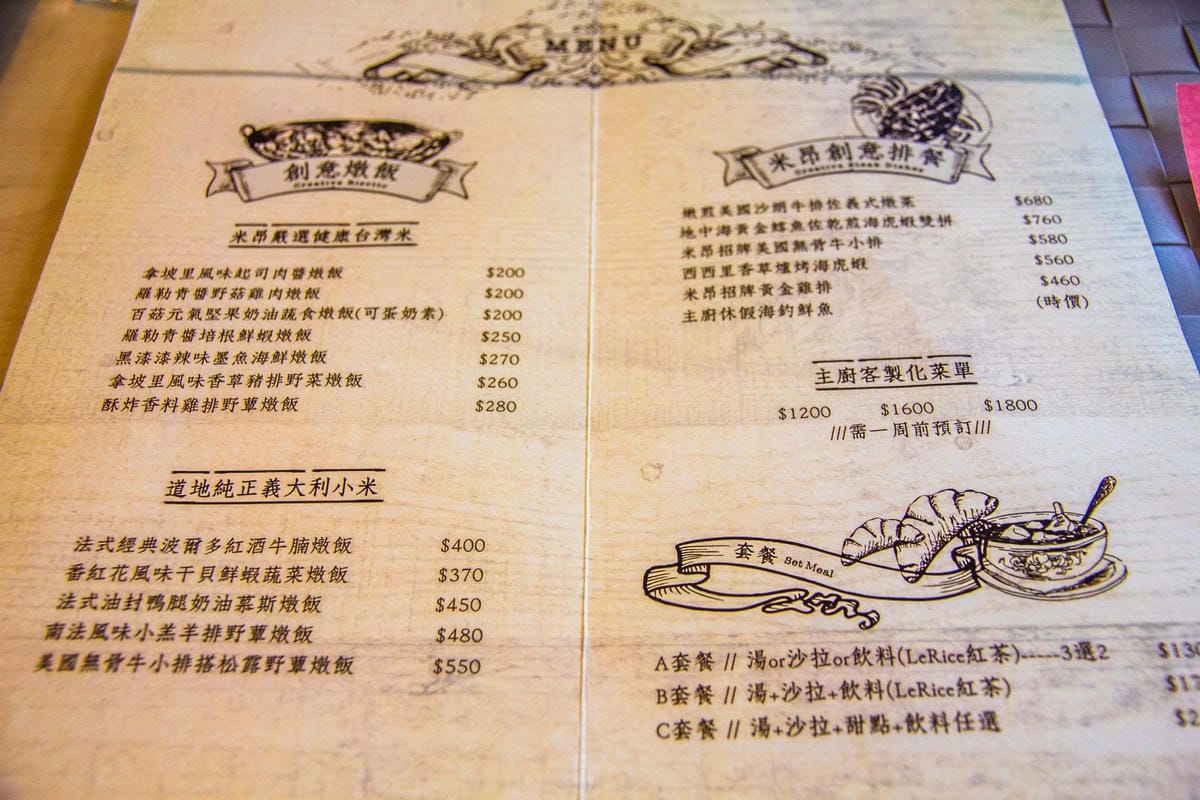 MENU
創意燉飯
Creative Risotto
米昂嚴選健康台灣米
拿坡里風味起司肉醬燉飯 $200
羅勒青醬野菇雞肉燉飯 $200
百菇元氣堅果奶油蔬食燉飯(可蛋奶素) $200
羅勒青醬培根鮮蝦燉飯 $250
黑漆漆辣味墨魚海鮮燉飯 $270
拿坡里風味香草豬排野菜燉飯 $260
酥炸香料雞排野蕈燉飯 $280
道地純正義大利小米
法式經典波爾多紅酒牛腩燉飯 $400
番紅花風味干貝鮮蝦蔬菜燉飯 $370
法式油封鴨腿奶油慕斯燉飯 $450
南法風味小羔羊排野蕈燉飯 $480
美國無骨牛小排搭松露野蕈燉飯 $550
米昂創意排餐
Creative Steak Dishes
嫩煎美國沙朗牛排佐義式燉菜 $680
地中海黃金鱈魚佐乾煎海虎蝦雙拼 $760
米昂招牌美國無骨牛小排 $580
西西里香草爐烤海虎蝦 $560
米昂招牌黃金雞排 $460
主廚休假海釣鮮魚 (時價)
主廚客製化菜單
$1200 $1600 $1800
///需一周前預訂///
套餐 Set Meal
A套餐 // 湯or沙拉or飲料(LeRice紅茶)-----3選2
B套餐 // 湯+沙拉+飲料(LeRice紅茶)
C套餐 // 湯+沙拉+甜點+飲料任選